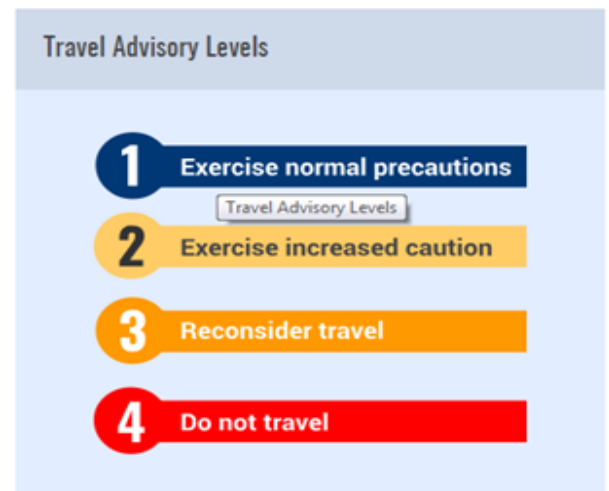 Travel Advisory Levels
1 Exercise normal precautions
Travel Advisory Levels
2 Exercise increased caution
3 Reconsider travel
4 Do not travel